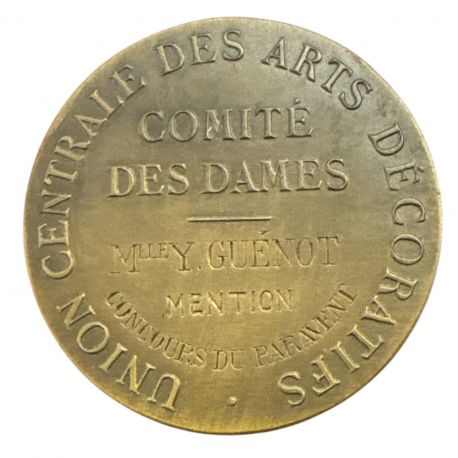 UNION CENTRALE DES ARTS DÉCORATIFS
COMITÉ
DES DAMES
MLLE Y. GUÉNOT
MENTION
CONCOURS DU PARAVENT